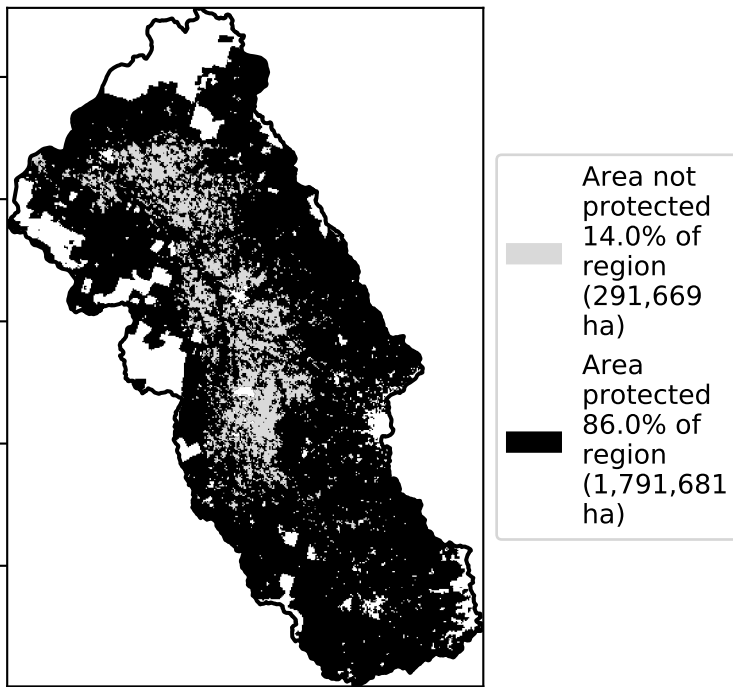 Area not
protected
14.0% of
region
(291,669
ha)
Area
protected
86.0% of
region
(1,791,681
ha)